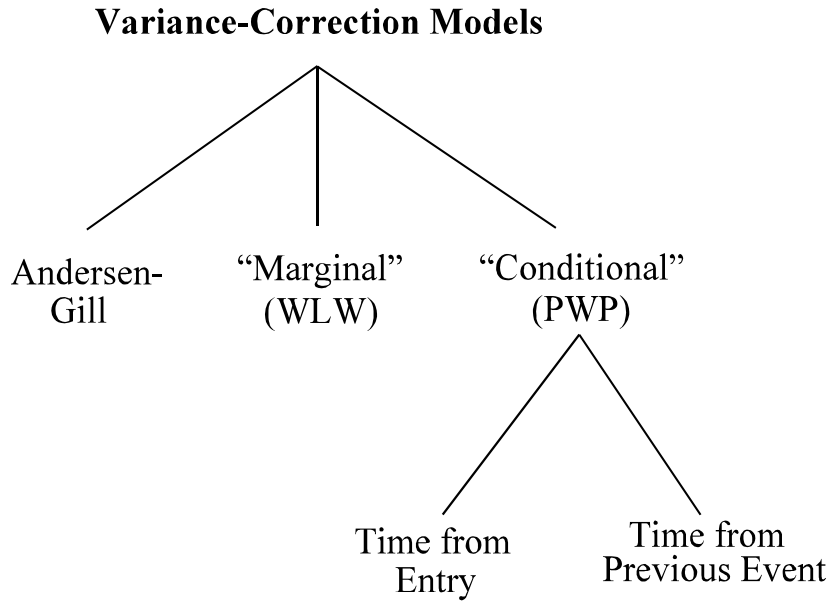 Variance-Correction Models
Andersen-
Gill
“Marginal”
(WLW)
“Conditional”
(PWP)
Time from
Entry
Time from
Previous Event